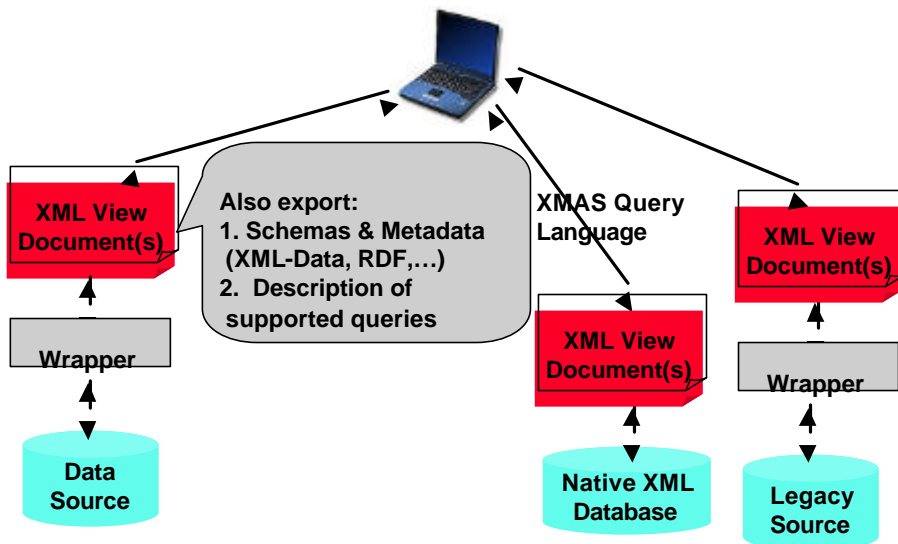 XML View
Document(s)
Wrapper
Data
Source
Also export:
1. Schemas & Metadata
(XML-Data, RDF,...)
2. Description of
supported queries
XMAS Query
Language
XML View
Document(s)
Native XML
Database
XML View
Document(s)
Wrapper
Legacy
Source